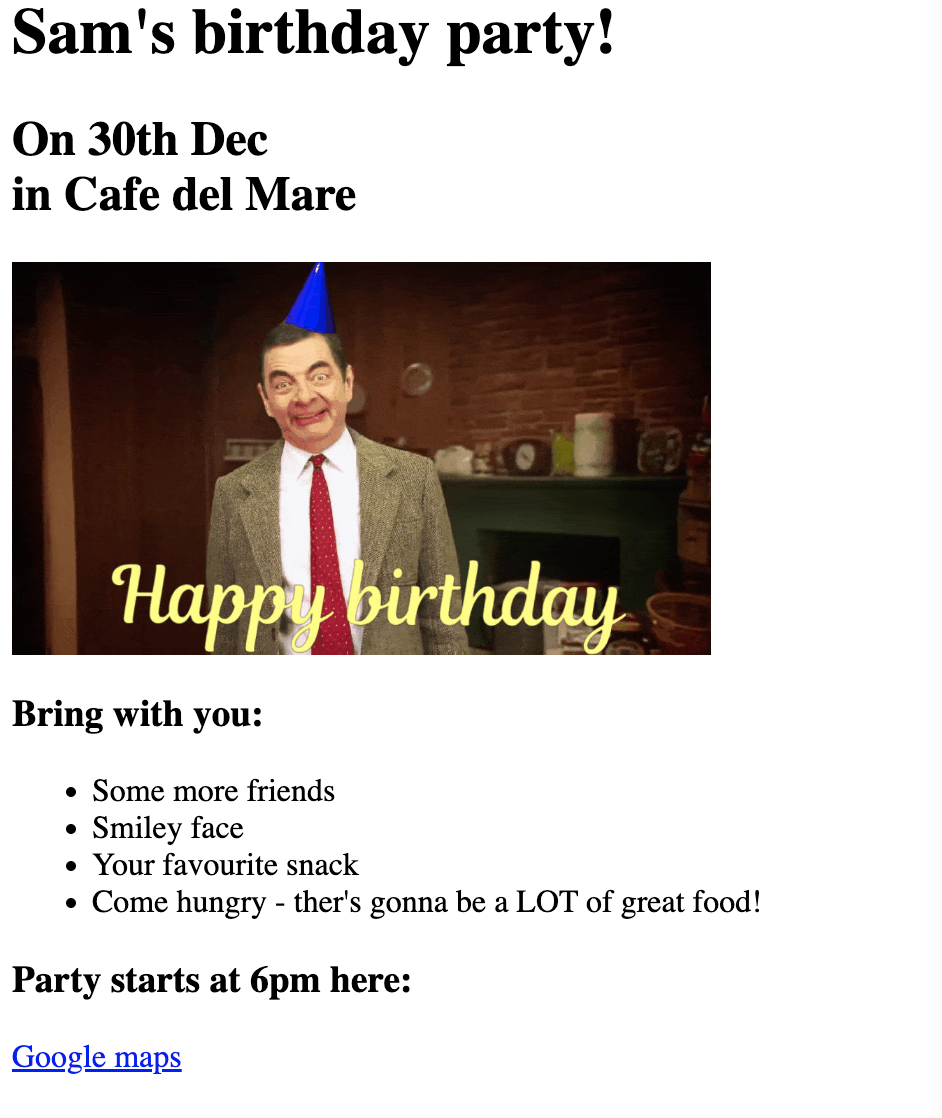 Sam's birthday party!
On 30th Dec
in Cafe del Mare
Happy birthday
Bring with you:
Some more friends
Smiley face
Your favourite snack
Come hungry - ther's gonna be a LOT of great food!
Party starts at 6pm here:
Google maps